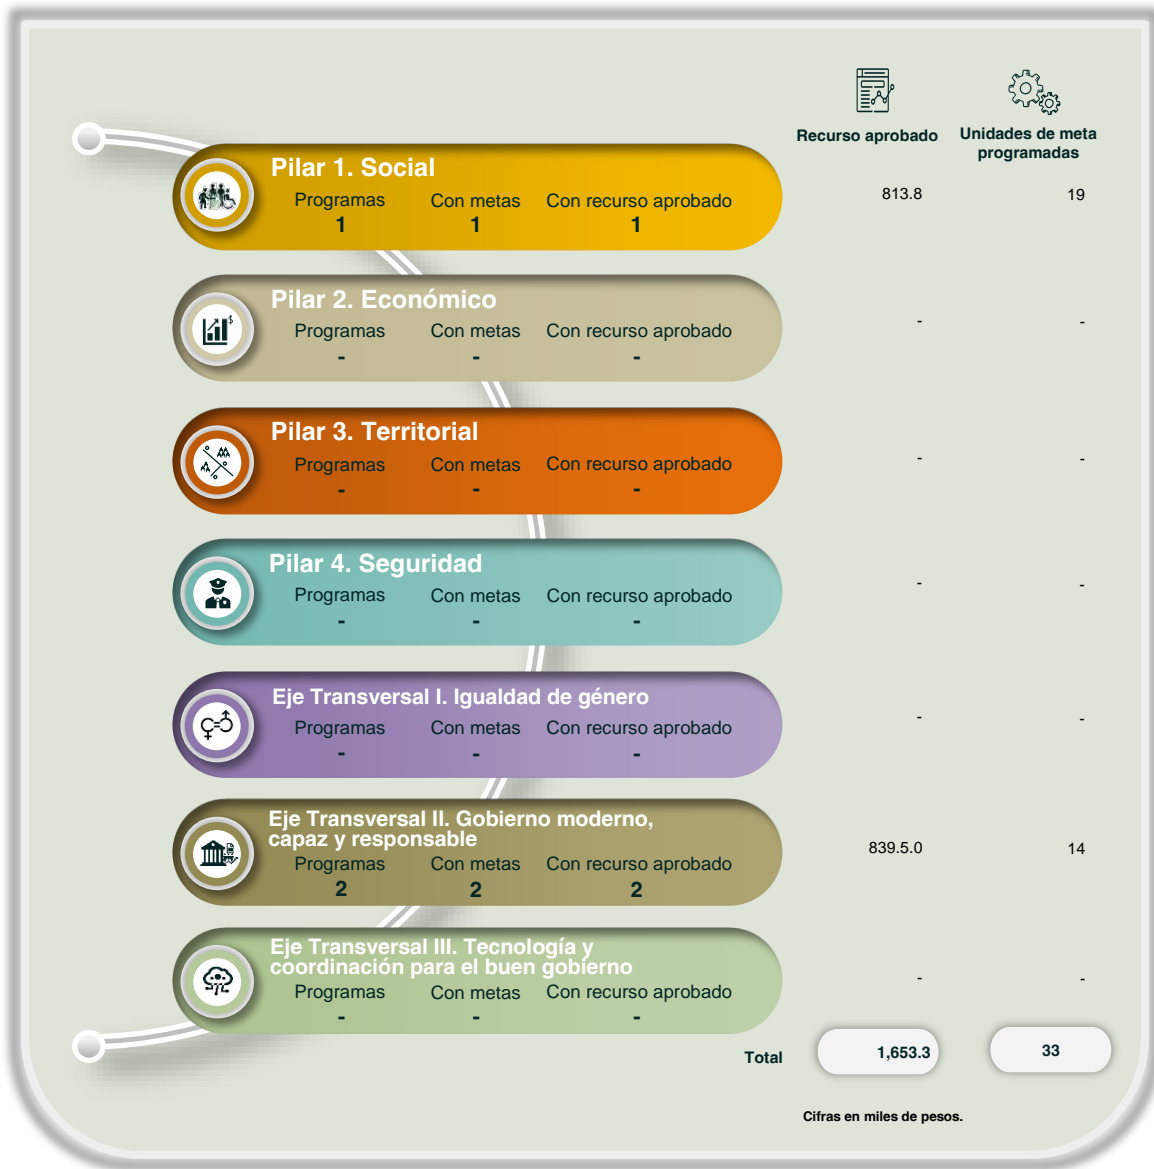 Recurso aprobado
Unidades de meta
programadas
Pilar 1. Social
Programas Con metas Con recurso aprobado
1 1 1
813.8 19
Pilar 2. Económico
Programas Con metas Con recurso aprobado
- - -
- -
Pilar 3. Territorial
Programas Con metas Con recurso aprobado
- - -
- -
Pilar 4. Seguridad
Programas Con metas Con recurso aprobado
- - -
- -
Eje Transversal I. Igualdad de género
Programas Con metas Con recurso aprobado
- - -
- -
Eje Transversal II. Gobierno moderno,
capaz y responsable
Programas Con metas Con recurso aprobado
2 2 2
839.5.0 14
Eje Transversal III. Tecnología y
coordinación para el buen gobierno
Programas Con metas Con recurso aprobado
- - -
- -
Total 1,653.3 33
Cifras en miles de pesos.